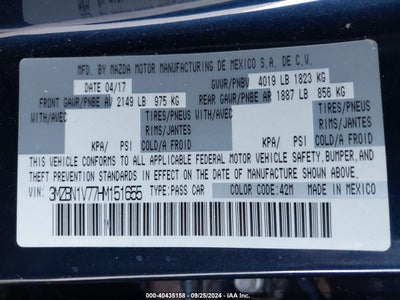 MFD. BY MAZDA MOTOR MANUFACTURING DE MEXICO S.A. DE C.V.
DATE 04/17 GVWR/PNBV 4019 LB 1823 KG
FRONT GAWR/PNBE AV 2149 LB 975 KG REAR GAWR/PNBE AR 1887 LB 856 KG
WITH/AVEC TIRES/PNEUS WITH/AVEC TIRES/PNEUS
RIMS/JANTES RIMS/JANTES
KPA/ PSI COLD/A FROID KPA/ PSI COLD/A FROID
THIS VEHICLE CONFORMS TO ALL APPLICABLE FEDERAL MOTOR VEHICLE SAFETY, BUMPER, AND
THEFT PREVENTION STANDARDS IN EFFECT ON THE DATE OF MANUFACTURE SHOWN ABOVE.
VIN: 3MZBN1V77HM151655 TYPE: PASS CAR COLOR CODE: 42M MADE IN MEXICO
000-40435158 - 09/25/2024 - IAAI.COM